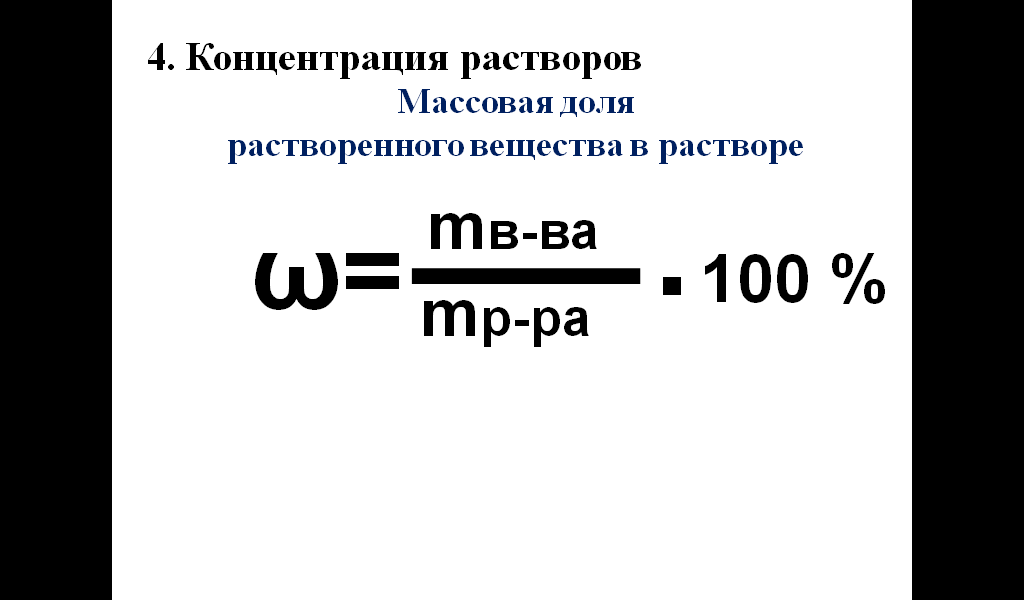 4. Концентрация растворов
Массовая доля
растворенного вещества в растворе
mв-ва
ω= ▪ 100 %
mр-ра